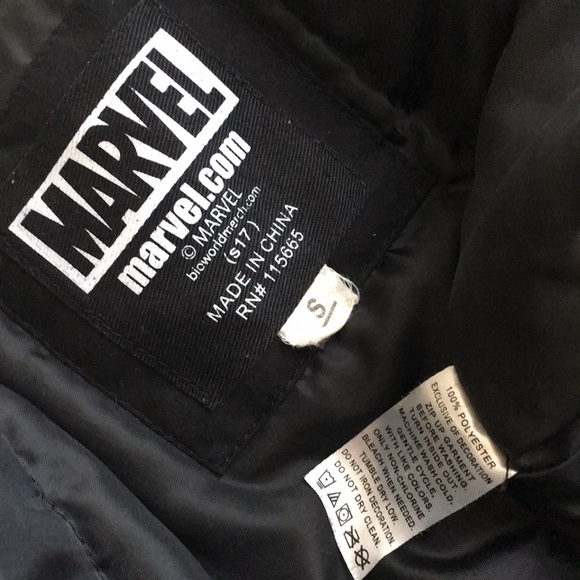 MARVEL
marvel.com
© MARVEL
bioworldmerch.com
(S17)
MADE IN CHINA
RN# 115665
S
100% POLYESTER
EXCLUSIVE OF DECORATION
ZIP UP GARMENT
BEFORE WASHING
TURN INSIDE OUT
MACHINE WASH COLD,
GENTLE CYCLE,
WITH LIKE COLORS.
ONLY NON-CHLORINE
BLEACH WHEN NEEDED.
TUMBLE DRY LOW.
DO NOT IRON DECORATION.
DO NOT DRY CLEAN.